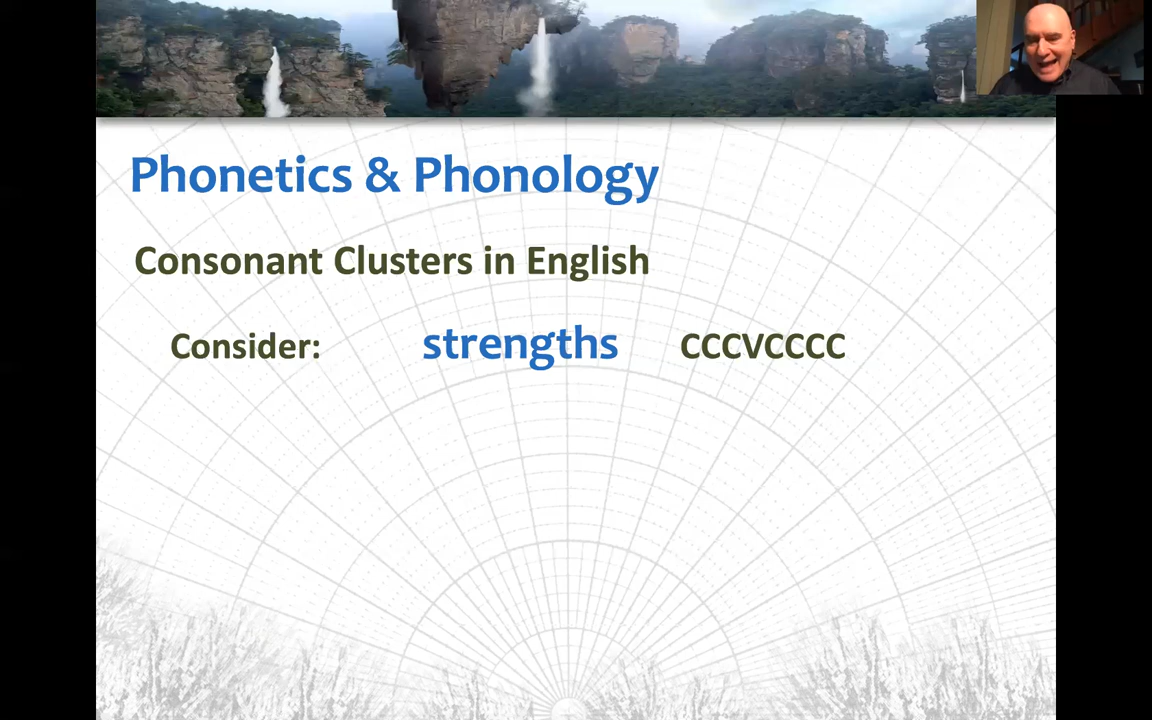 Phonetics & Phonology
Consonant Clusters in English
Consider: strengths CCCVCCCC